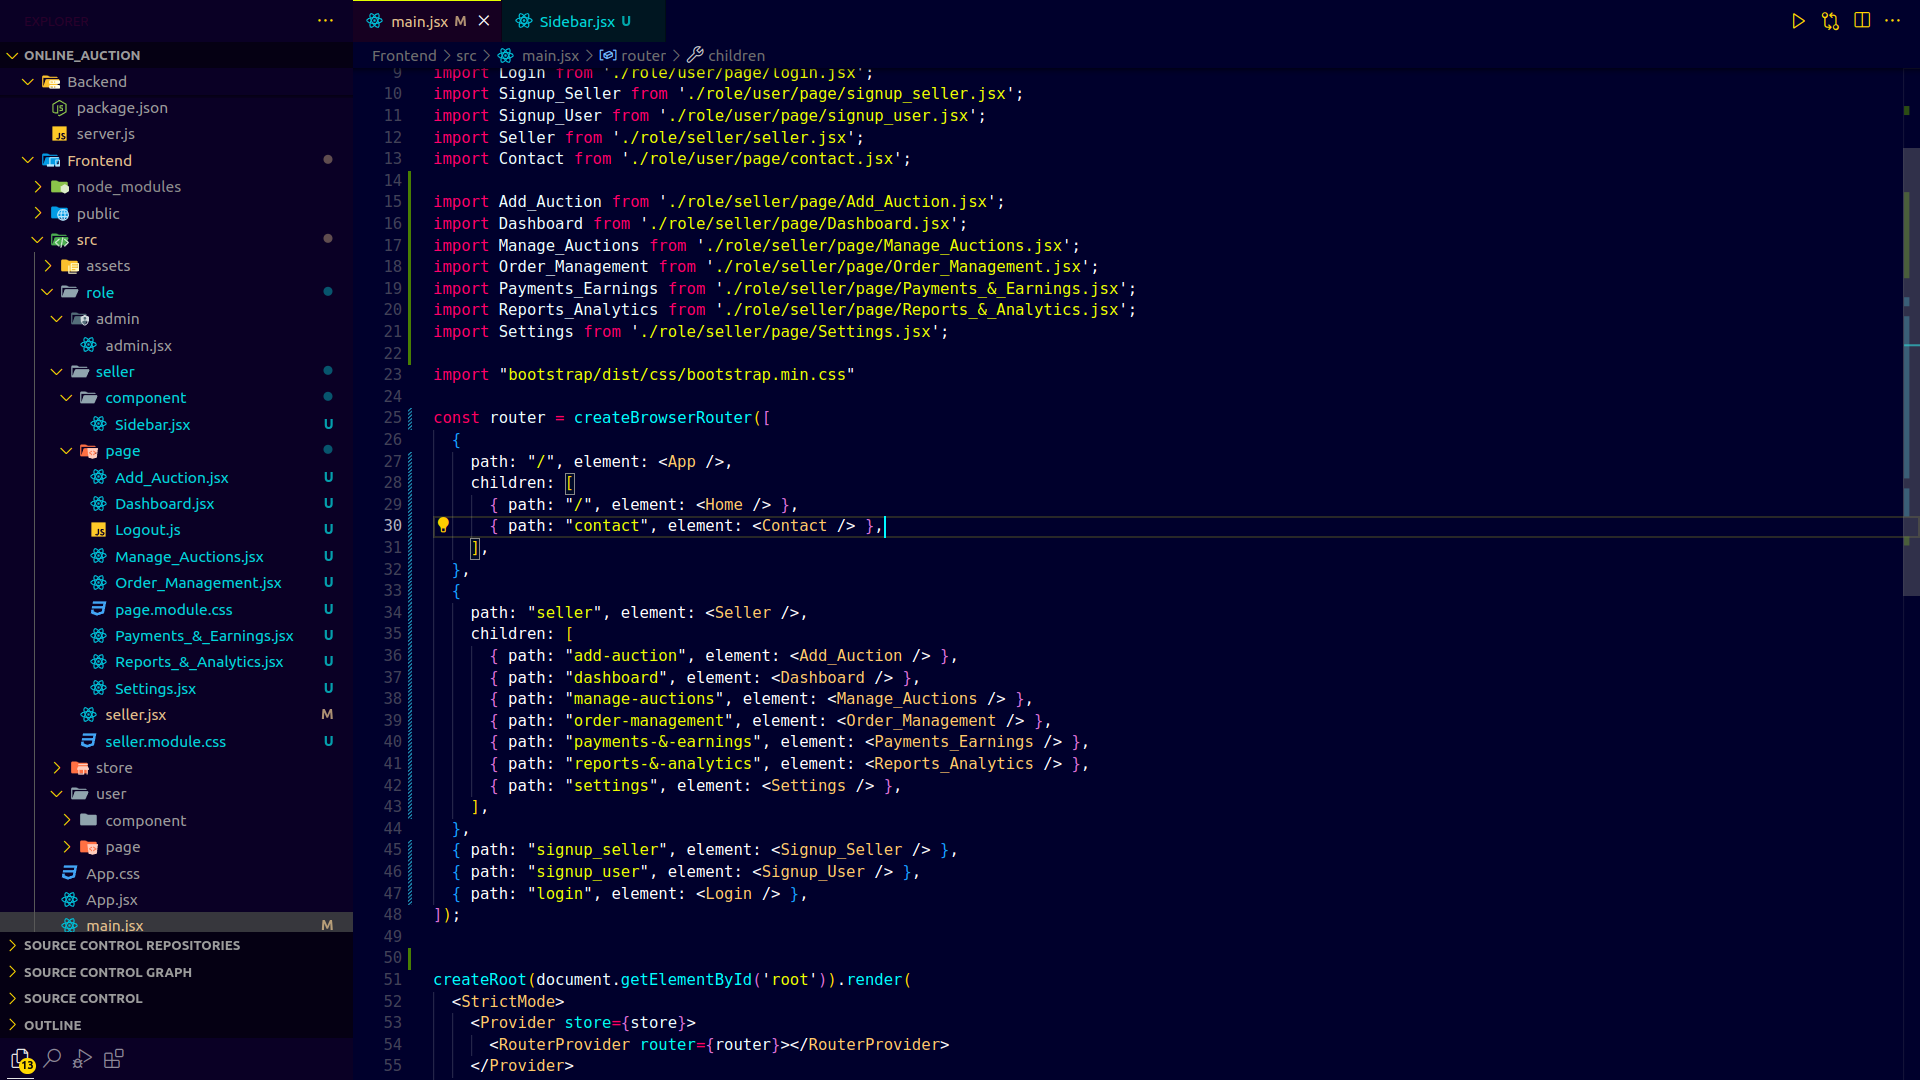 EXPLORER
ONLINE_AUCTION
Backend
package.json
server.js
Frontend
node_modules
public
src
assets
role
admin
admin.jsx
seller
component
Sidebar.jsx U
page
Add_Auction.jsx U
Dashboard.jsx U
Logout.js U
Manage_Auctions.jsx U
Order_Management.jsx U
page.module.css U
Payments_&_Earnings.jsx U
Reports_&_Analytics.jsx U
Settings.jsx U
seller.jsx M
seller.module.css U
store
user
component
page
App.css
App.jsx
main.jsx M
SOURCE CONTROL REPOSITORIES
SOURCE CONTROL GRAPH
SOURCE CONTROL
OUTLINE
13
main.jsx M
Sidebar.jsx U
Frontend > src > main.jsx > router > children
9 import Login from './role/user/page/login.jsx';
10 import Signup_Seller from './role/user/page/signup_seller.jsx';
11 import Signup_User from './role/user/page/signup_user.jsx';
12 import Seller from './role/seller/seller.jsx';
13 import Contact from './role/user/page/contact.jsx';
14
15 import Add_Auction from './role/seller/page/Add_Auction.jsx';
16 import Dashboard from './role/seller/page/Dashboard.jsx';
17 import Manage_Auctions from './role/seller/page/Manage_Auctions.jsx';
18 import Order_Management from './role/seller/page/Order_Management.jsx';
19 import Payments_Earnings from './role/seller/page/Payments_&_Earnings.jsx';
20 import Reports_Analytics from './role/seller/page/Reports_&_Analytics.jsx';
21 import Settings from './role/seller/page/Settings.jsx';
22
23 import "bootstrap/dist/css/bootstrap.min.css"
24
25 const router = createBrowserRouter([
26 {
27 path: "/", element: <App />,
28 children: [
29 { path: "/", element: <Home /> },
30 { path: "contact", element: <Contact /> },
31 ],
32 },
33 {
34 path: "seller", element: <Seller />,
35 children: [
36 { path: "add-auction", element: <Add_Auction /> },
37 { path: "dashboard", element: <Dashboard /> },
38 { path: "manage-auctions", element: <Manage_Auctions /> },
39 { path: "order-management", element: <Order_Management /> },
40 { path: "payments-&-earnings", element: <Payments_Earnings /> },
41 { path: "reports-&-analytics", element: <Reports_Analytics /> },
42 { path: "settings", element: <Settings /> },
43 ],
44 },
45 { path: "signup_seller", element: <Signup_Seller /> },
46 { path: "signup_user", element: <Signup_User /> },
47 { path: "login", element: <Login /> },
48 ]);
49
50
51 createRoot(document.getElementById('root')).render(
52 <StrictMode>
53 <Provider store={store}>
54 <RouterProvider router={router}></RouterProvider>
55 </Provider>